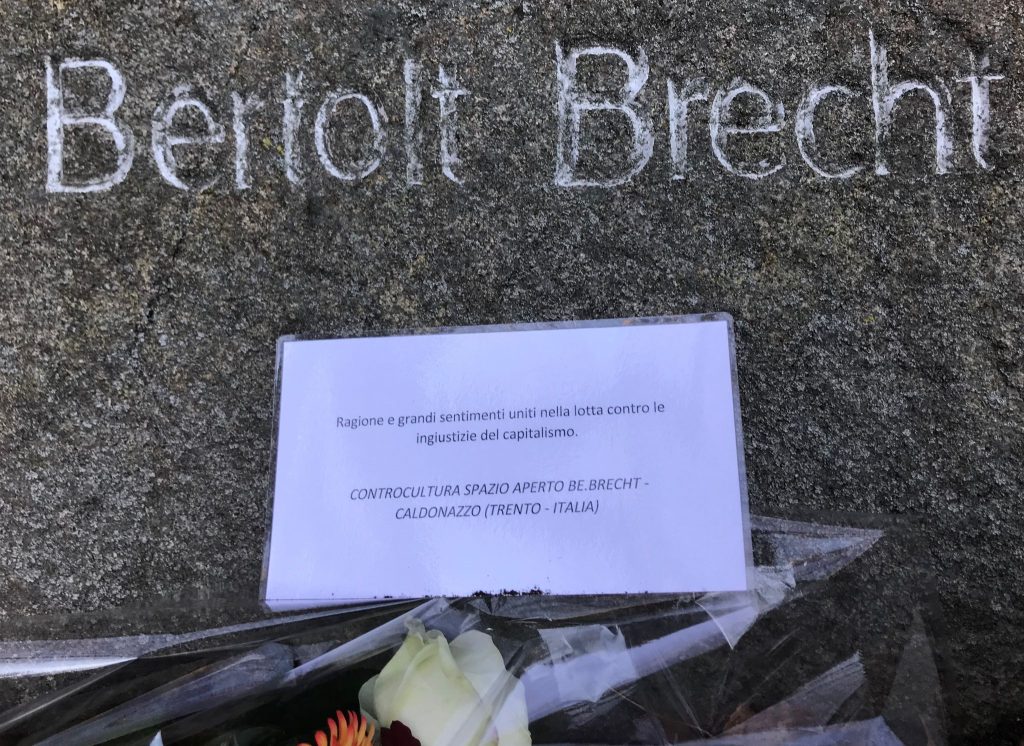 Bertolt Brecht
Ragione e grandi sentimenti uniti nella lotta contro le
ingiustizie del capitalismo.
CONTROCULTURA SPAZIO APERTO BE.BRECHT -
CALDONAZZO (TRENTO - ITALIA)